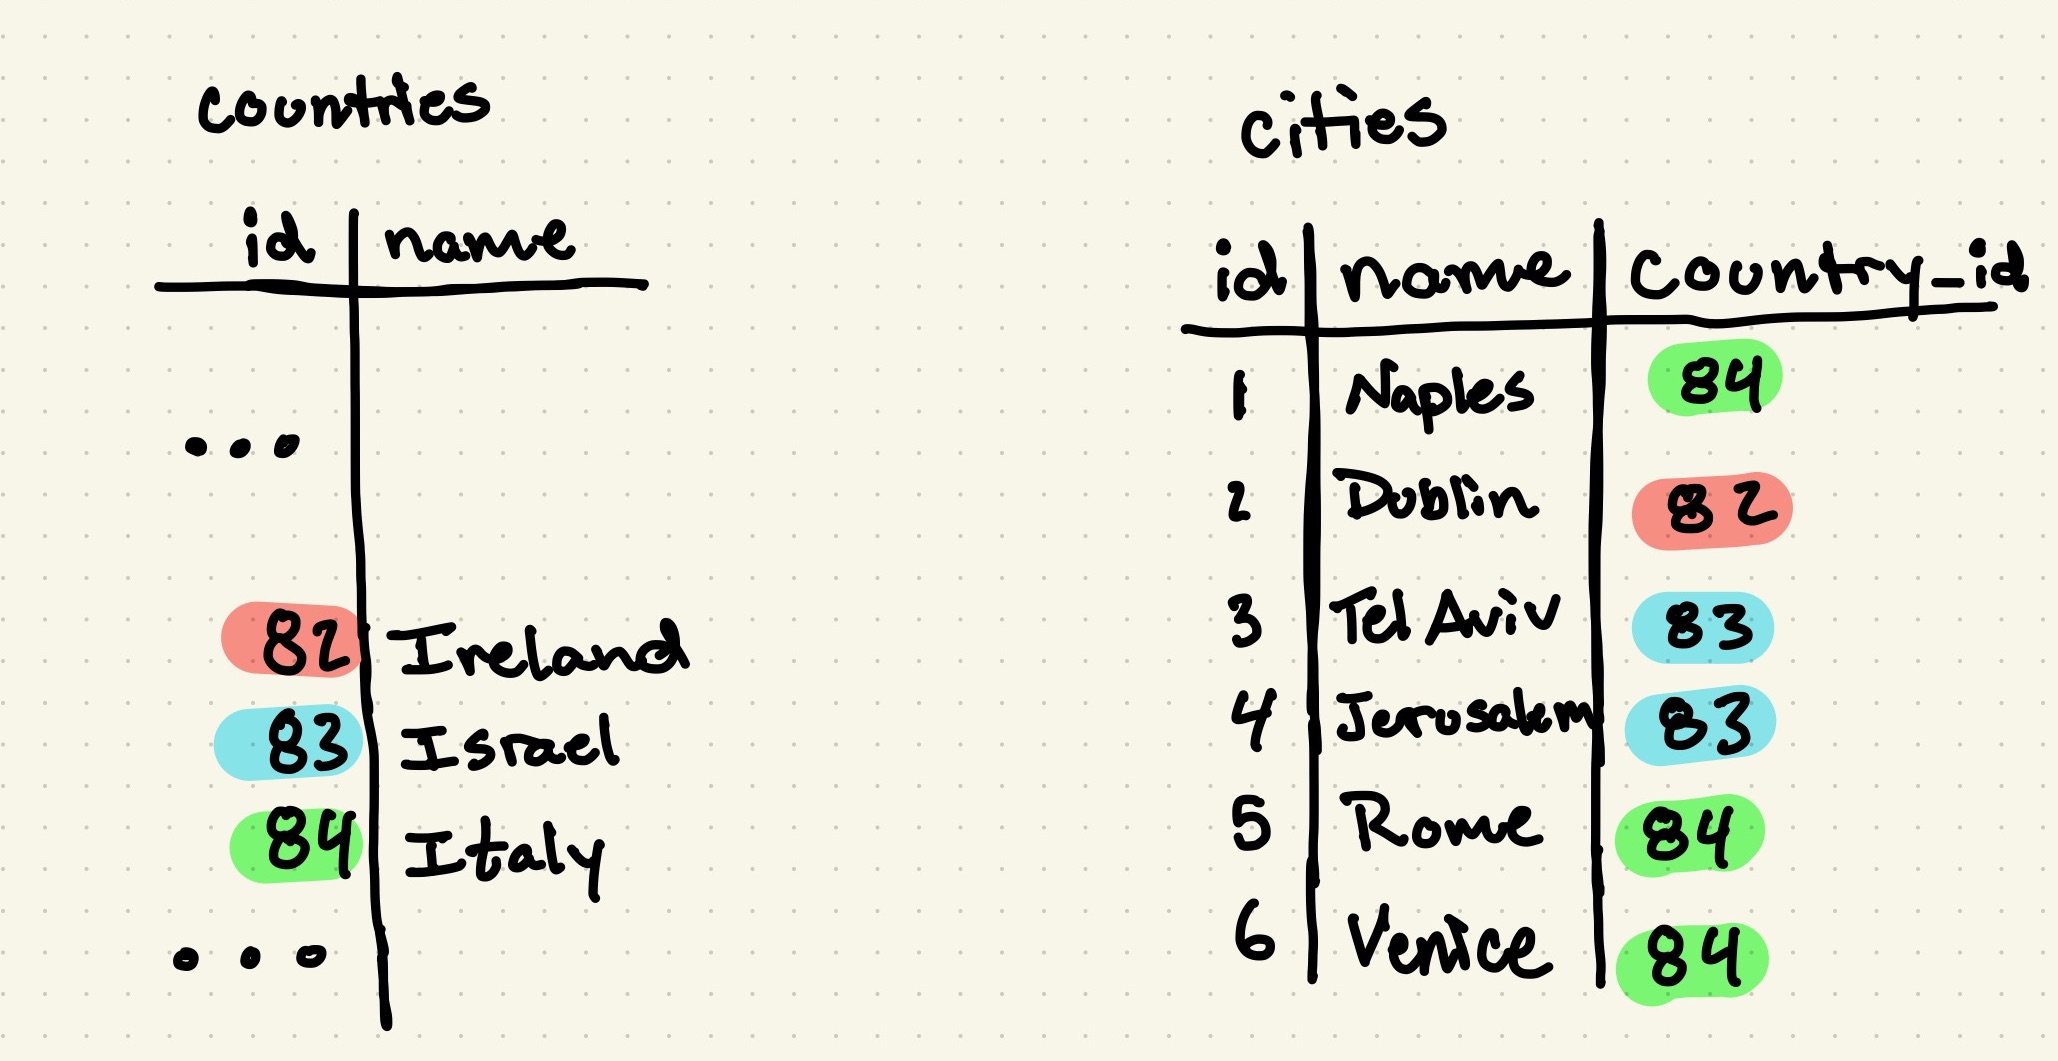 countries
id name
...
82 Ireland
83 Israel
84 Italy
...
cities
id name country_id
1 Naples 84
2 Dublin 82
3 Tel Aviv 83
4 Jerusalem 83
5 Rome 84
6 Venice 84